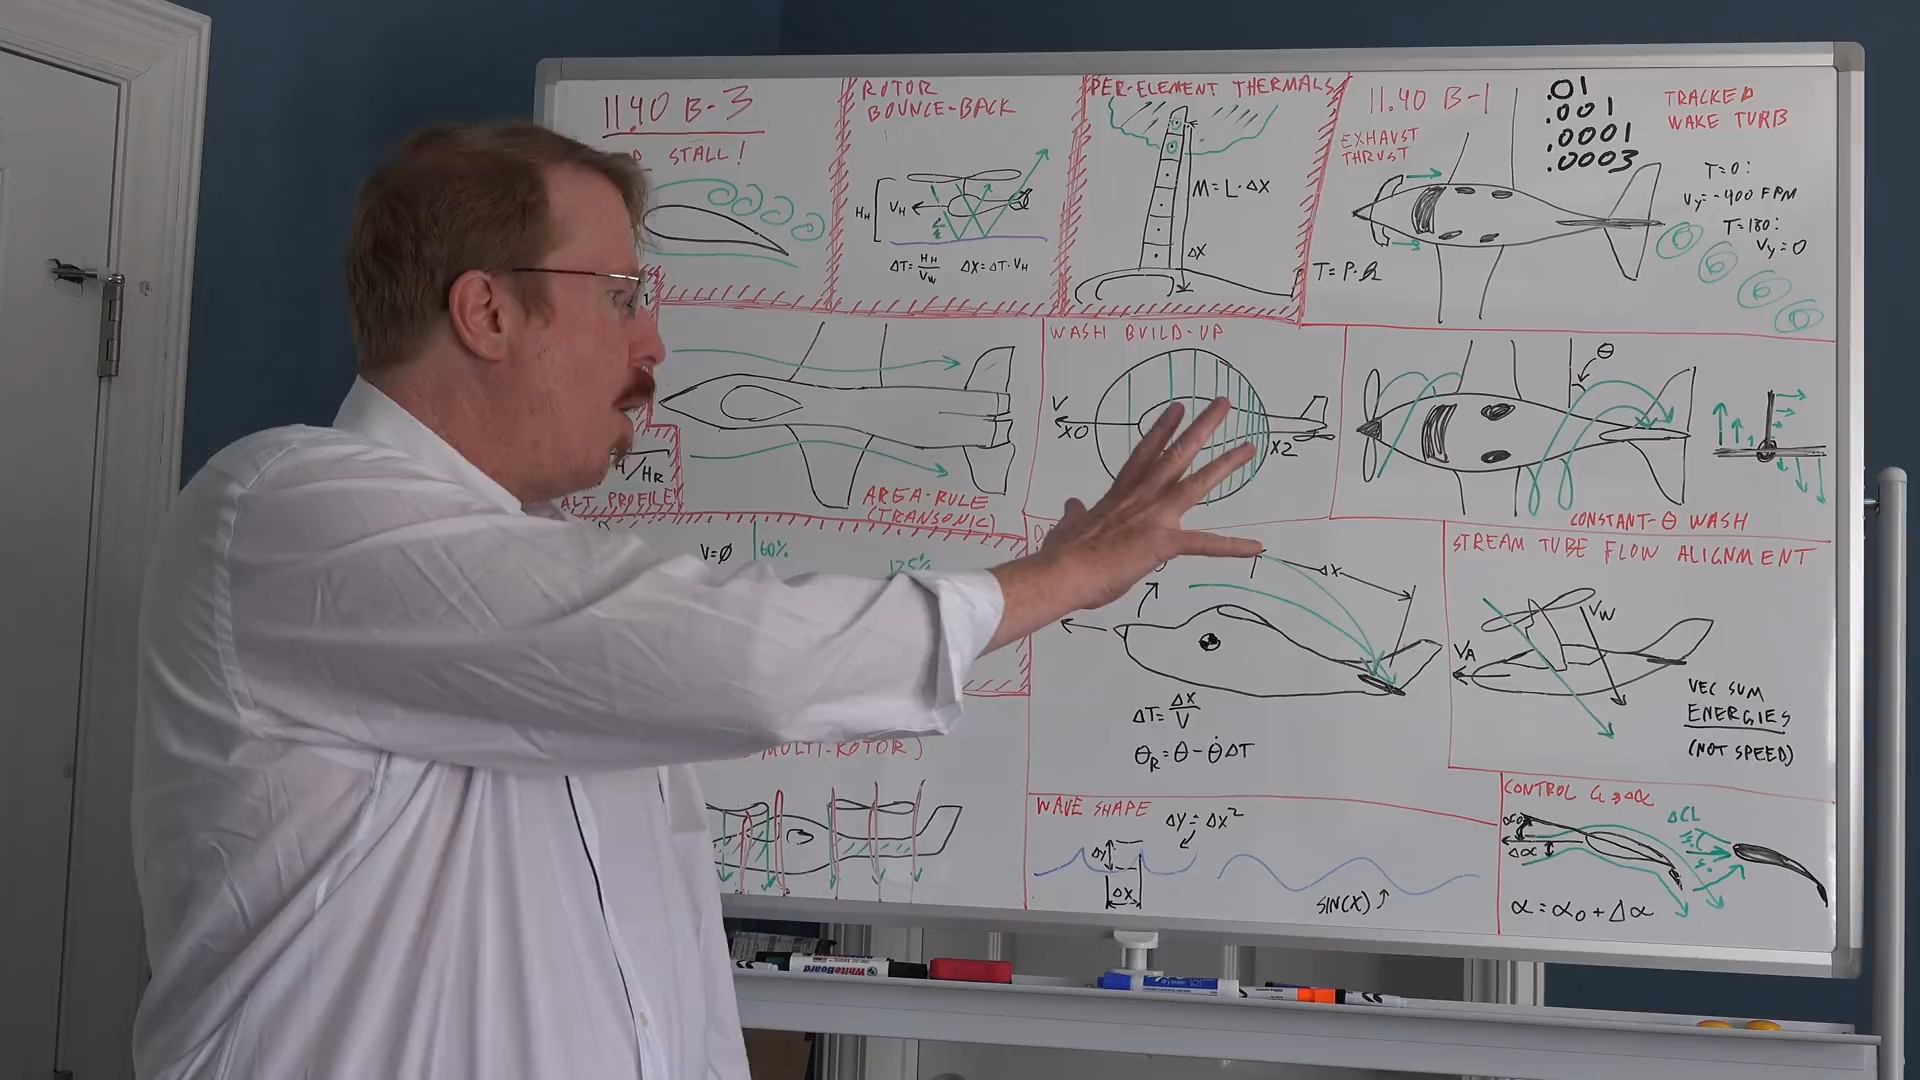 11.40 B-3
STALL!
ROTOR
BOUNCE-BACK
HH
VH
ΔT = HH/VW
ΔX = ΔT·VH
PER-ELEMENT THERMALS
M=L·ΔX
ΔX
11.40 B-1
EXHAUST
THRUST
T=P·
.01
.001
.0001
.0003
TRACKED
WAKE TURB
T=0:
Vy=-400 FPM
T=180:
Vy=0
/HR
ALT PROFILE
AREA-RULE
(TRANSONIC)
WASH BUILD-UP
V
X0
X2
θ
CONSTANT-θ WASH
V=0
60%
125%
ΔX
ΔT= ΔX/V
θR=θ-θ̇ΔT
STREAM TUBE FLOW ALIGNMENT
VW
VA
VEC SUM
ENERGIES
(NOT SPEED)
MULTI-ROTOR)
WAVE SHAPE
ΔY=ΔX²
ΔY
ΔX
SIN(X)
CONTROL CL & Δα
ΔCL
Δα
α=α0+Δα
WhiteBoard